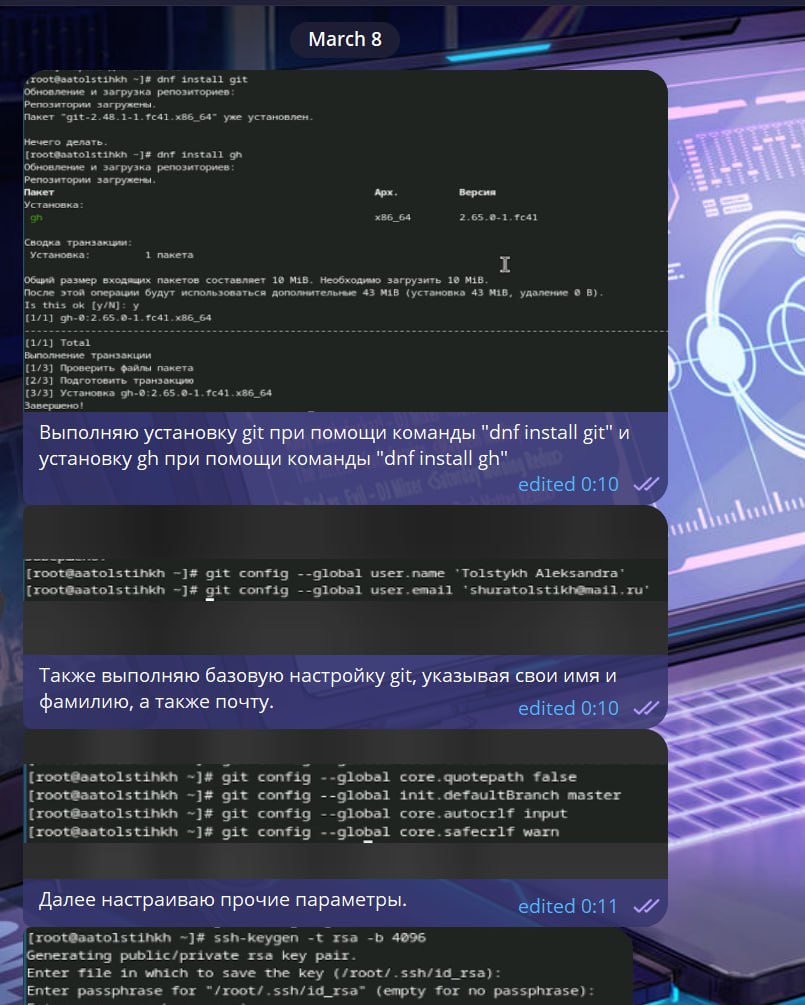 March 8
[root@aatolstihkh ~]# dnf install git
Обновление и загрузка репозиториев:
Репозитории загружены.
Пакет "git-2.48.1-1.fc41.x86_64" уже установлен.
Нечего делать.
[root@aatolstihkh ~]# dnf install gh
Обновление и загрузка репозиториев:
Репозитории загружены.
Пакет Арх. Версия
Установка:
gh x86_64 2.65.0-1.fc41
Сводка транзакции:
Установка: 1 пакета
Общий размер входящих пакетов составляет 10 MiB. Необходимо загрузить 10 MiB.
После этой операции будут использоваться дополнительные 43 MiB (установка 43 MiB, удаление 0 B).
Is this ok [y/N]: y
[1/1] gh-0:2.65.0-1.fc41.x86_64
[1/1] Total
Выполнение транзакции
[1/3] Проверить файлы пакета
[2/3] Подготовить транзакцию
[3/3] Установка gh-0:2.65.0-1.fc41.x86_64
Завершено!
Выполняю установку git при помощи команды "dnf install git" и
установку gh при помощи команды "dnf install gh"
edited 0:10
[root@aatolstihkh ~]# git config --global user.name 'Tolstykh Aleksandra'
[root@aatolstihkh ~]# git config --global user.email 'shuratolstikh@mail.ru'
Также выполняю базовую настройку git, указывая свои имя и
фамилию, а также почту.
edited 0:10
[root@aatolstihkh ~]# git config --global core.quotepath false
[root@aatolstihkh ~]# git config --global init.defaultBranch master
[root@aatolstihkh ~]# git config --global core.autocrlf input
[root@aatolstihkh ~]# git config --global core.safecrlf warn
Далее настраиваю прочие параметры.
edited 0:11
[root@aatolstihkh ~]# ssh-keygen -t rsa -b 4096
Generating public/private rsa key pair.
Enter file in which to save the key (/root/.ssh/id_rsa):
Enter passphrase for "/root/.ssh/id_rsa" (empty for no passphrase):